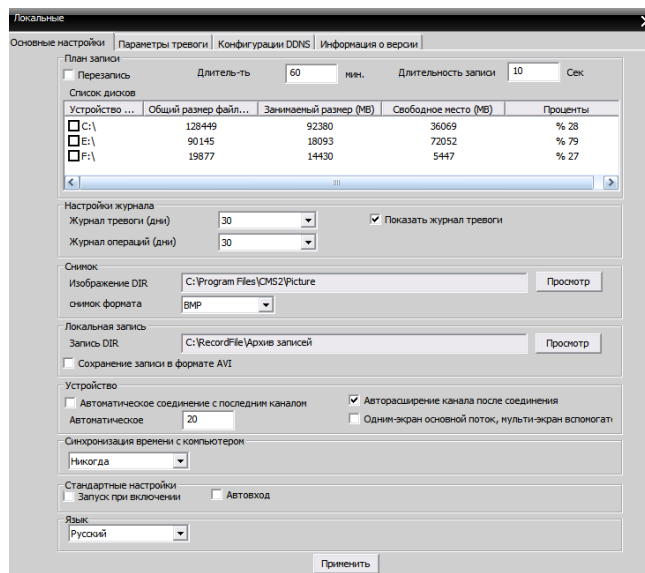 Локальные
Основные настройки Параметры тревоги Конфигурации DDNS Информация о версии
План записи
Перезапись Длитель-ть 60 мин. Длительность записи 10 Сек
Список дисков
Устройство ... Общий размер файл... Занимаемый размер (MB) Свободное место (MB) Проценты
C:\ 128449 92380 36069 % 28
E:\ 90145 18093 72052 % 79
F:\ 19877 14430 5447 % 27
Настройки журнала
Журнал тревоги (дни) 30 Показать журнал тревоги
Журнал операций (дни) 30
Снимок
Изображение DIR C:\Program Files\CMS2\Picture Просмотр
снимок формата BMP
Локальная запись
Запись DIR C:\RecordFile\Архив записей Просмотр
Сохранение записи в формате AVI
Устройство
Автоматическое соединение с последним каналом Авторасширение канала после соединения
Автоматическое 20 Одним-экран основной поток, мульти-экран вспомогат
Синхронизация времени с компьютером
Никогда
Стандартные настройки
Запуск при включении Автовход
Язык
Русский
Применить